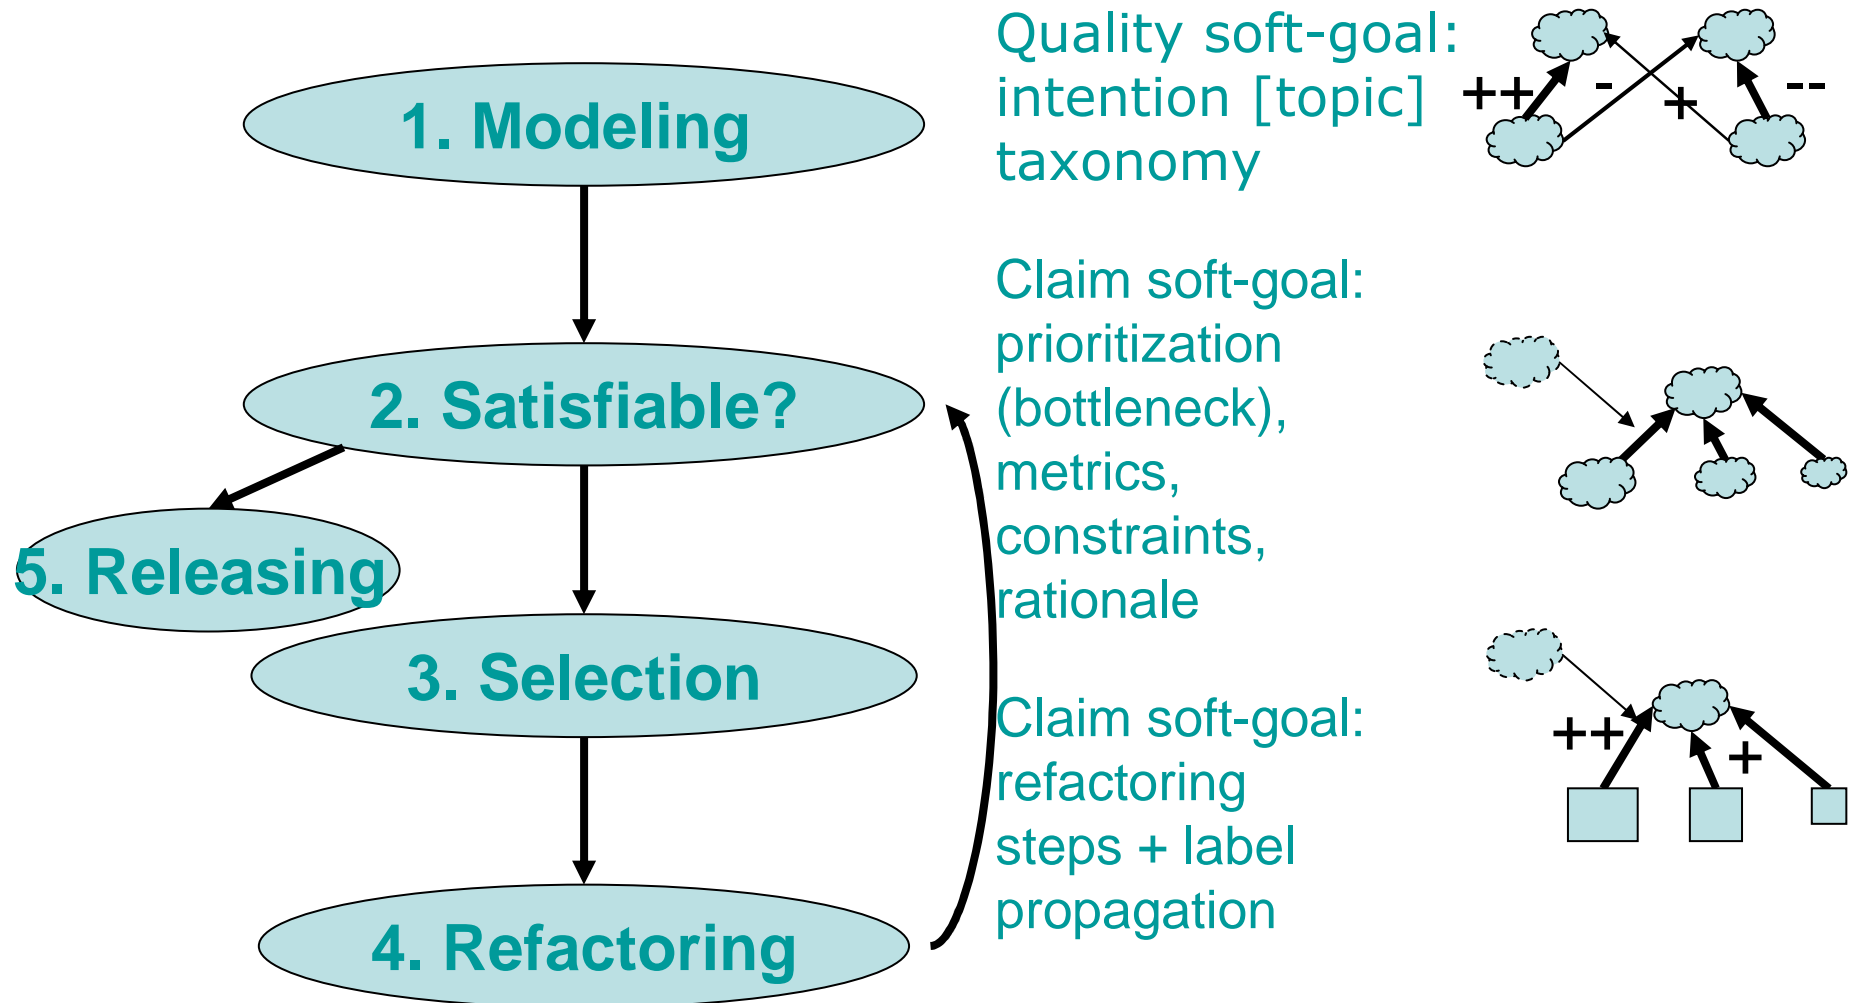 1. Modeling
2. Satisfiable?
5. Releasing
3. Selection
4. Refactoring
Quality soft-goal:
intention [topic]
taxonomy
Claim soft-goal:
prioritization
(bottleneck),
metrics,
constraints,
rationale
Claim soft-goal:
refactoring
steps + label
propagation
++ - + --
++ +